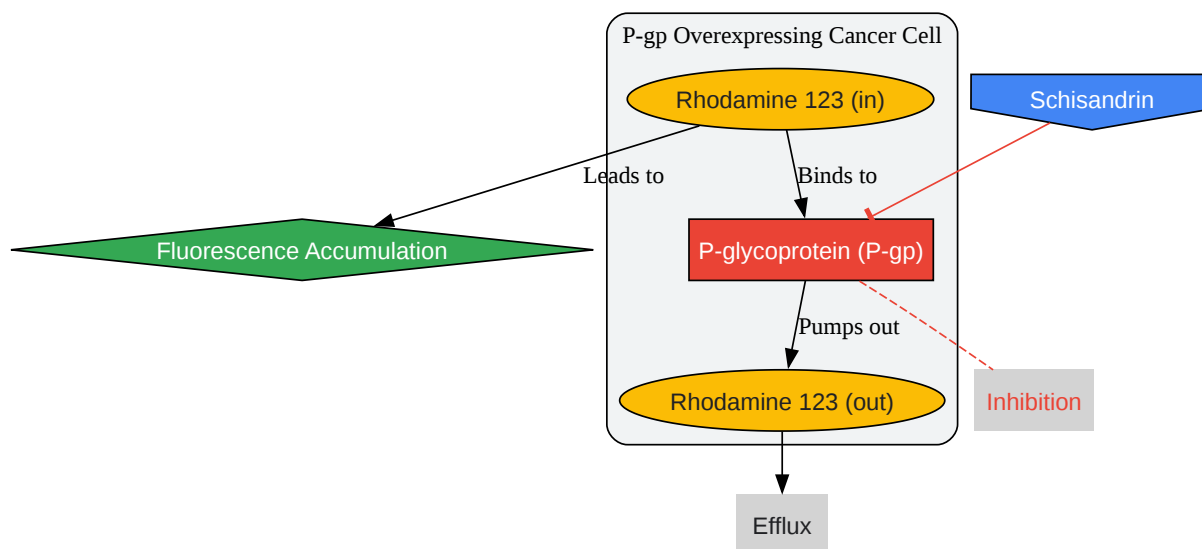 P-gp Overexpressing Cancer Cell
Rhodamine 123 (in)
Schisandrin
Leads to
Binds to
Fluorescence Accumulation
P-glycoprotein (P-gp)
Pumps out
Rhodamine 123 (out)
Inhibition
Efflux